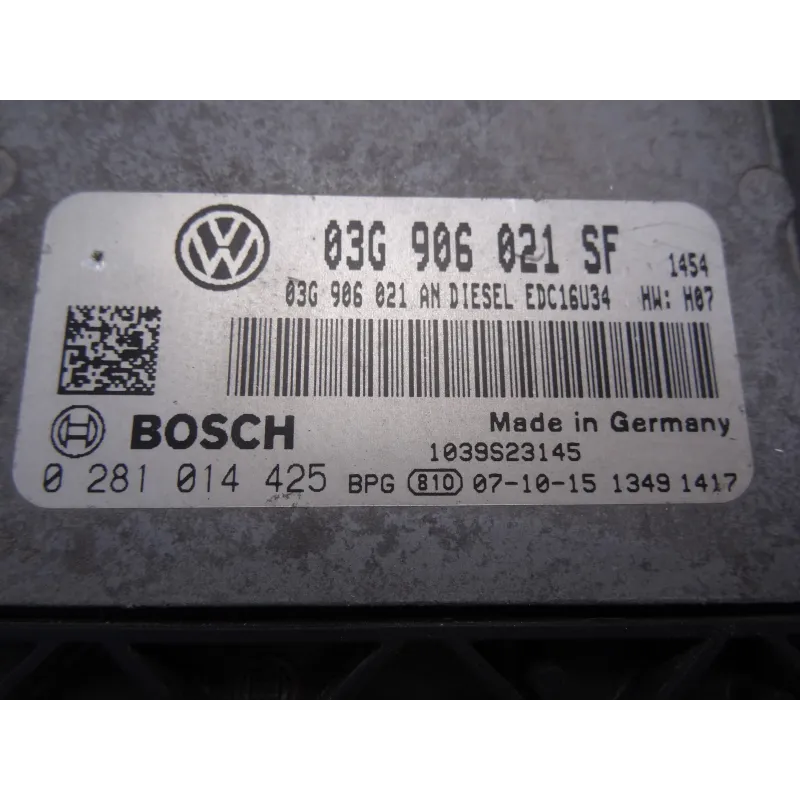 03G 906 021 SF 1454
03G 906 021 AN DIESEL EDC16U34 HW: H07
BOSCH Made in Germany
1039S23145
0 281 014 425 BPG 810 07-10-15 1349 1417